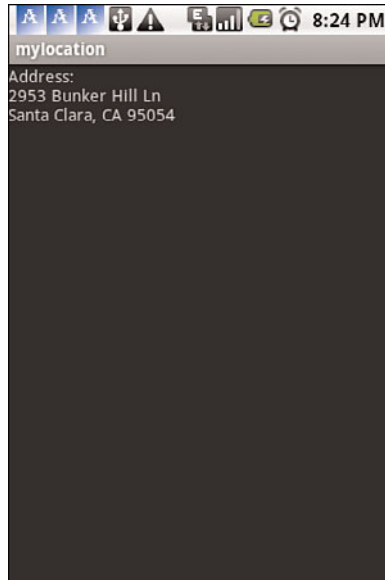 A A A E 8:24 PM
mylocation
Address:
2953 Bunker Hill Ln
Santa Clara, CA 95054